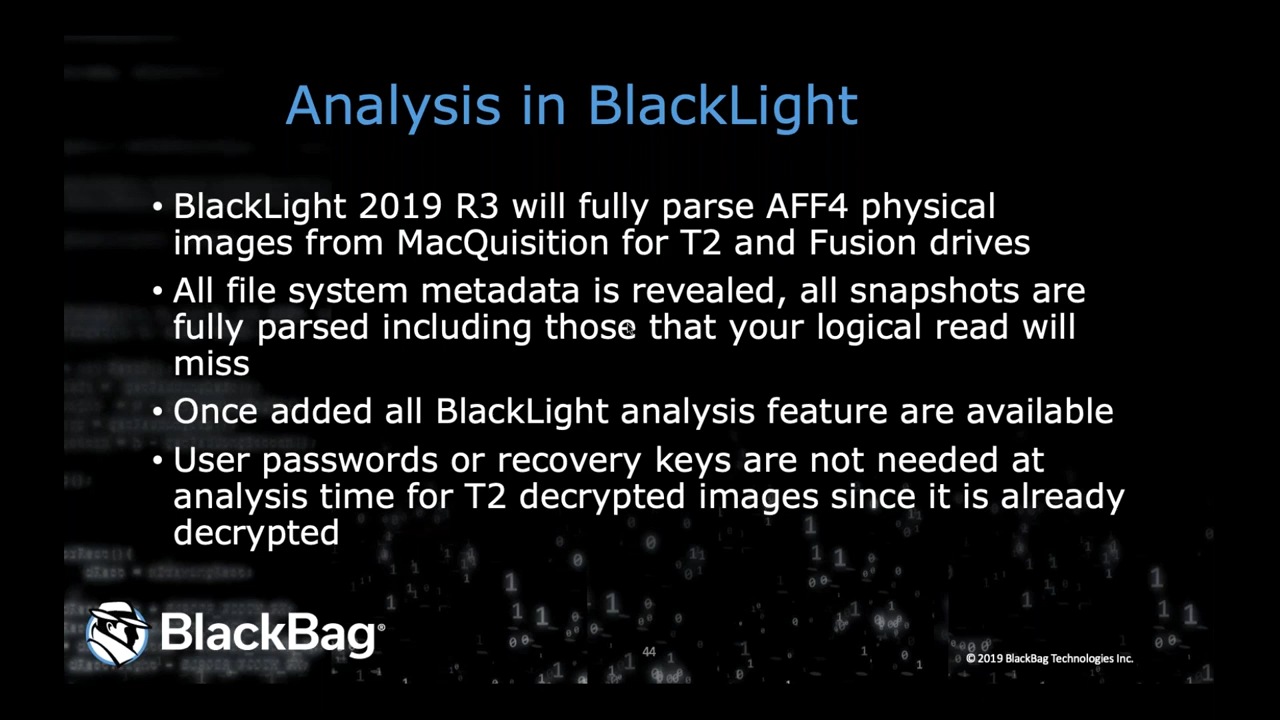 Analysis in BlackLight
• BlackLight 2019 R3 will fully parse AFF4 physical
images from MacQuisition for T2 and Fusion drives
• All file system metadata is revealed, all snapshots are
fully parsed including those that your logical read will
miss
• Once added all BlackLight analysis feature are available
• User passwords or recovery keys are not needed at
analysis time for T2 decrypted images since it is already
decrypted
BlackBag®
44
© 2019 BlackBag Technologies Inc.